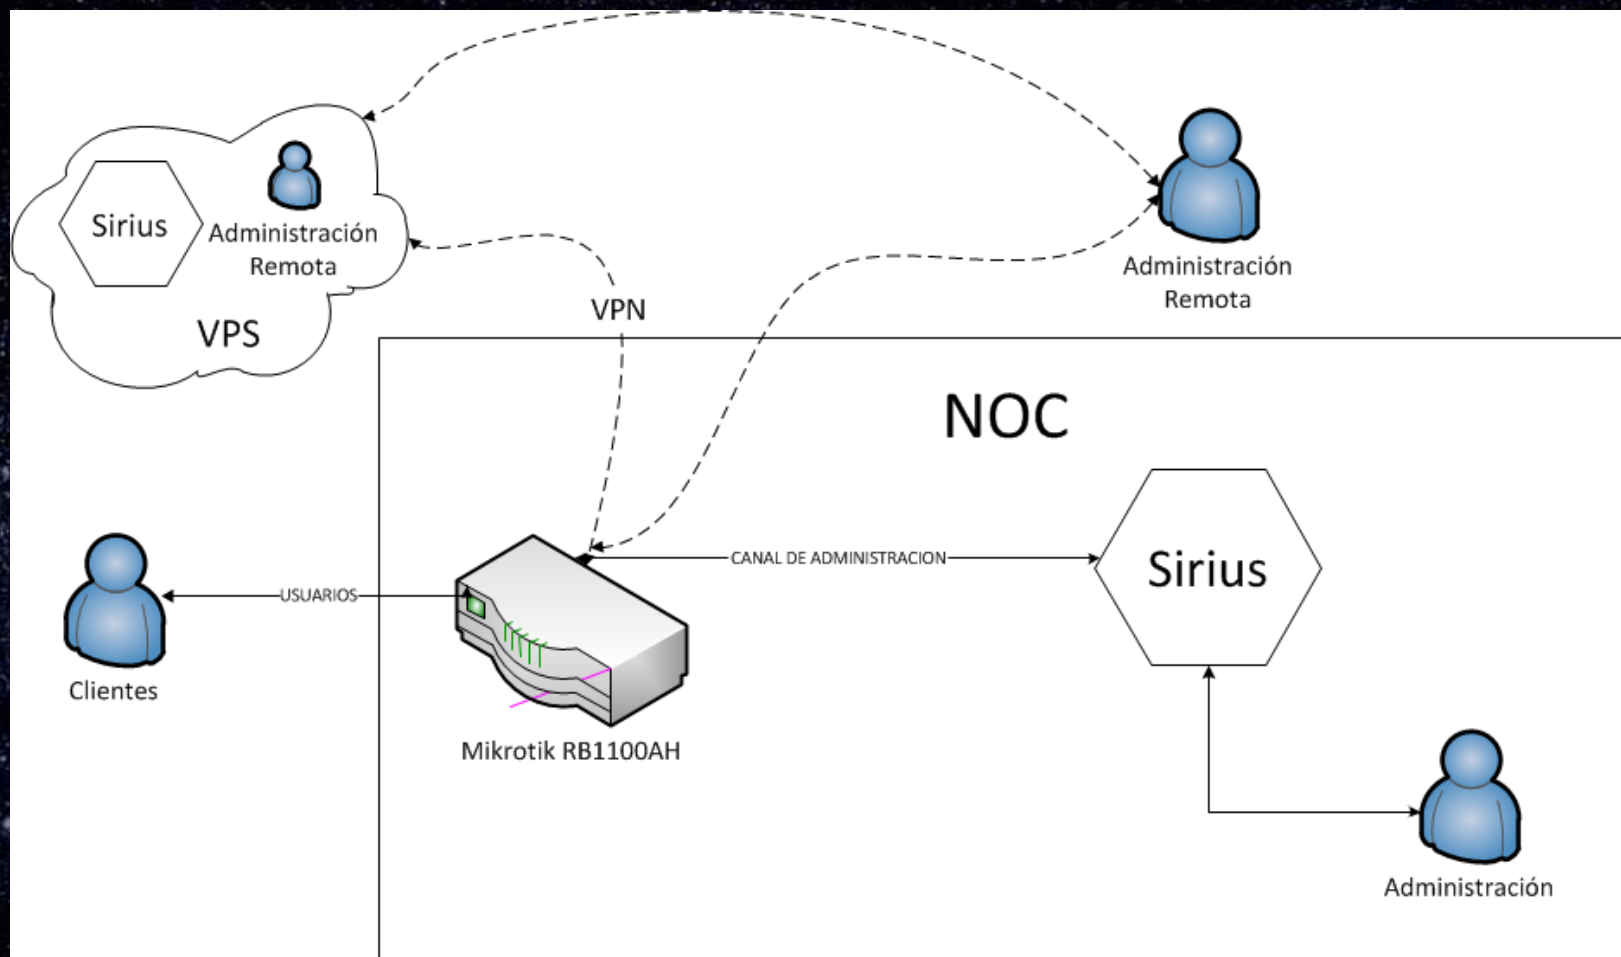 Sirius
Administración
Remota
VPS
VPN
Administración
Remota
NOC
CANAL DE ADMINISTRACION
Sirius
USUARIOS
Clientes
Mikrotik RB1100AH
Administración